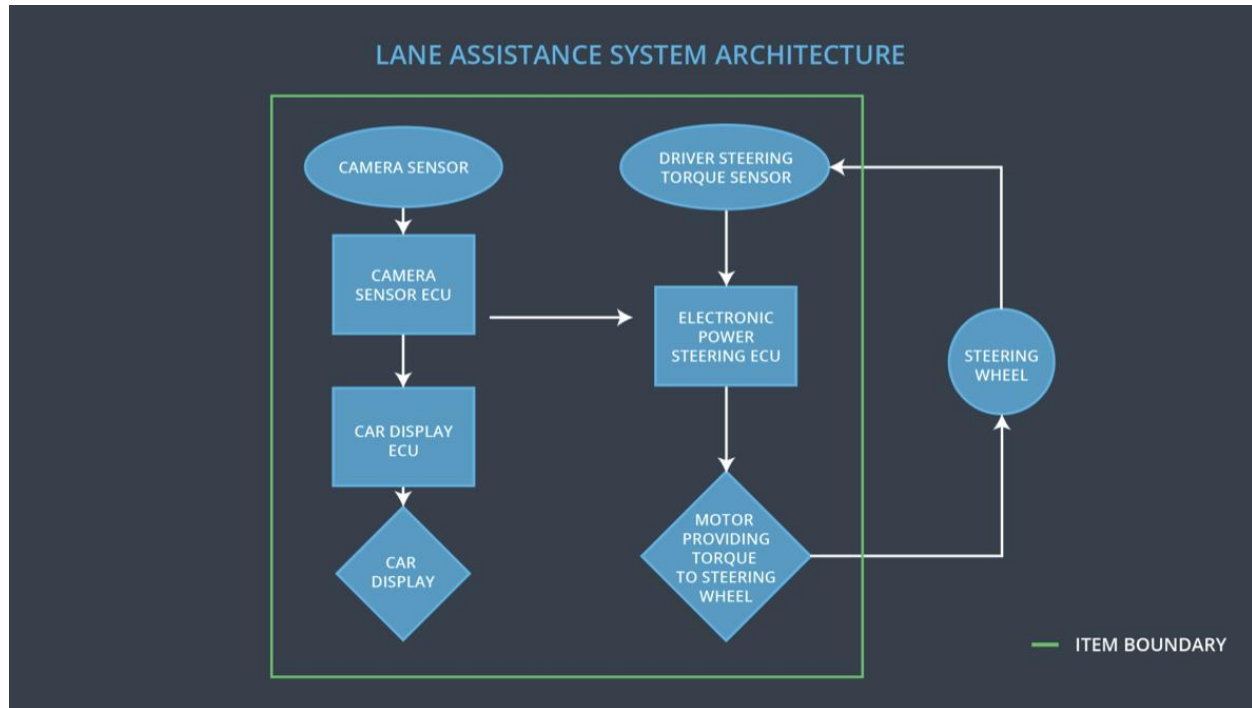 LANE ASSISTANCE SYSTEM ARCHITECTURE
CAMERA SENSOR
DRIVER STEERING
TORQUE SENSOR
CAMERA
SENSOR ECU
ELECTRONIC
POWER
STEERING ECU
STEERING
WHEEL
CAR DISPLAY
ECU
MOTOR
PROVIDING
TORQUE
TO STEERING
WHEEL
CAR
DISPLAY
ITEM BOUNDARY